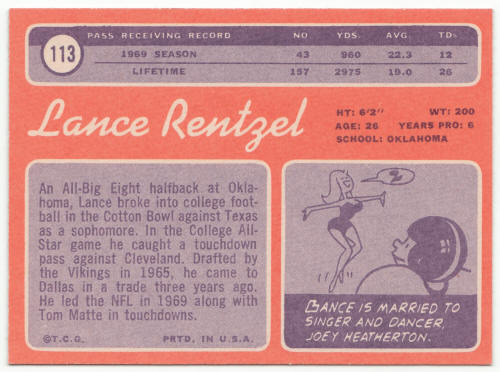 113
PASS RECEIVING RECORD NO YDS. AVG. TDs
1969 SEASON 43 960 22.3 12
LIFETIME 157 2975 19.0 26
Lance Rentzel
HT: 6'2" WT: 200
AGE: 26 YEARS PRO: 6
SCHOOL: OKLAHOMA
An All-Big Eight halfback at Okla-
homa, Lance broke into college foot-
ball in the Cotton Bowl against Texas
as a sophomore. In the College All-
Star game he caught a touchdown
pass against Cleveland. Drafted by
the Vikings in 1965, he came to
Dallas in a trade three years ago.
He led the NFL in 1969 along with
Tom Matte in touchdowns.
©T.C.G. PRTD. IN U.S.A.
LANCE IS MARRIED TO
SINGER AND DANCER,
JOEY HEATHERTON.